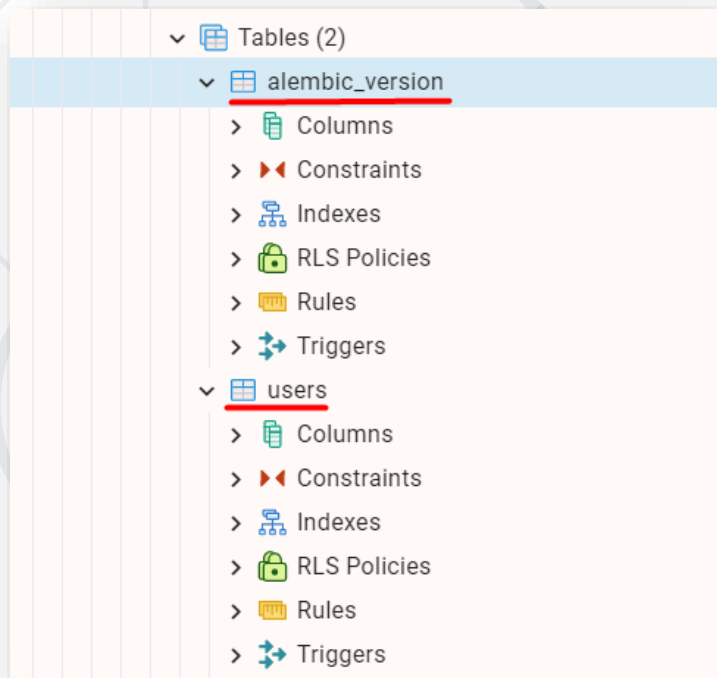 Tables (2)
alembic_version
Columns
Constraints
Indexes
RLS Policies
Rules
Triggers
users
Columns
Constraints
Indexes
RLS Policies
Rules
Triggers